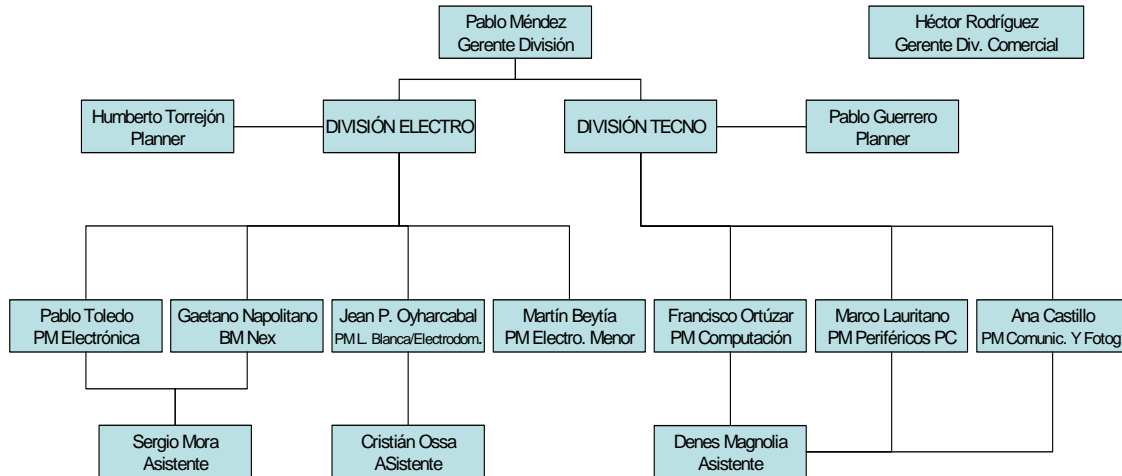 Pablo Méndez
Gerente División
Héctor Rodríguez
Gerente Div. Comercial
Humberto Torrejón
Planner
DIVISIÓN ELECTRO
DIVISIÓN TECNO
Pablo Guerrero
Planner
Pablo Toledo
PM Electrónica
Gaetano Napolitano
BM Nex
Jean P. Oyharcabal
PM L. Blanca/Electrodom.
Martín Beytía
PM Electro. Menor
Francisco Ortúzar
PM Computación
Marco Lauritano
PM Periféricos PC
Ana Castillo
PM Comunic. Y Fotog
Sergio Mora
Asistente
Cristián Ossa
ASistente
Denes Magnolia
Asistente